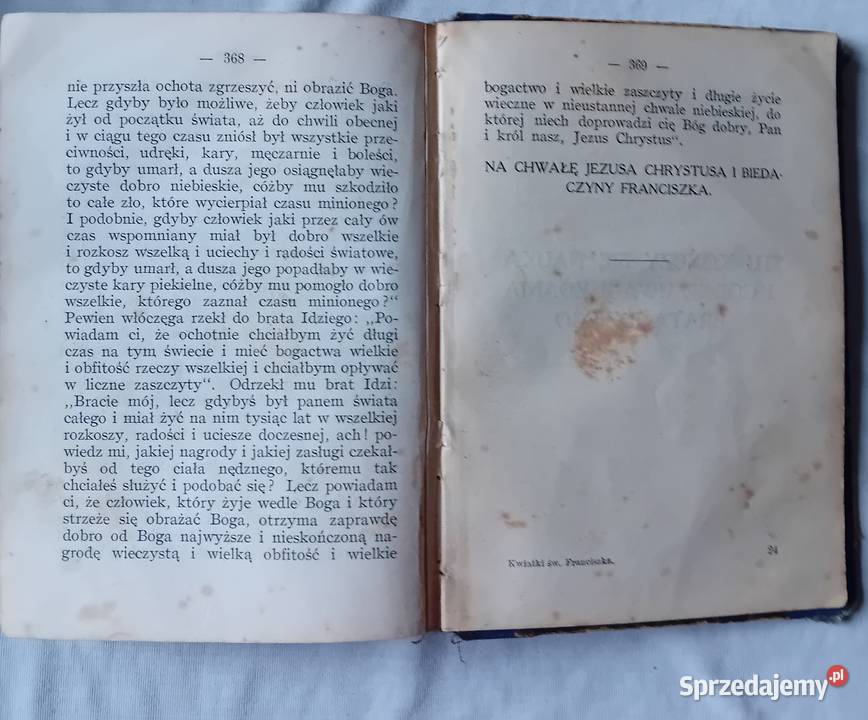 — 368 —
nie przyszła ochota zgrzeszyć, ni obrazić Boga.
Lecz gdyby było możliwe, żeby człowiek jaki
żył od początku świata, aż do chwili obecnej
i w ciągu tego czasu zniósł był wszystkie prze-
ciwności, udręki, kary, męczarnie i boleści,
to gdyby umarł, a dusza jego osiągnęłaby wie-
czyste dobro niebieskie, cóżby mu szkodziło
to całe zło, które wycierpiał czasu minionego?
I podobnie, gdyby człowiek jaki przez cały ów
czas wspomniany miał był dobro wszelkie
i rozkosz wszelką i uciechy i radości światowe,
to gdyby umarł, a dusza jego popadłaby w wie-
czyste kary piekielne, cóżby mu pomogło dobro
wszelkie, którego zaznał czasu minionego?“
Pewien włóczęga rzekł do brata Idziego: „Po-
wiadam ci, że ochotnie chciałbym żyć długi
czas na tym świecie i mieć bogactwa wielkie
i obfitość rzeczy wszelkiej i chciałbym opływać
w liczne zaszczyty“. Odrzekł mu brat Idzi:
„Bracie mój, lecz gdybyś był panem świata
całego i miał żyć na nim tysiąc lat w wszelkiej
rozkoszy, radości i uciesze doczesnej, ach! po-
wiedz mi, jakiej nagrody i jakiej zasługi czekał-
byś od tego ciała nędznego, któremu tak
chciałeś służyć i podobać się? Lecz powiadam
ci, że człowiek, który żyje wedle Boga i który
strzeże się obrażać Boga, otrzyma zaprawdę
dobro od Boga najwyższe i nieskończoną na-
grodę wieczystą i wielką obfitość i wielkie
— 369 —
bogactwo i wielkie zaszczyty i długie życie
wieczne w nieustannej chwale niebieskiej, do
której niech doprowadzi cię Bóg dobry, Pan
i król nasz, Jezus Chrystus“.
NA CHWAŁĘ JEZUSA CHRYSTUSA I BIEDA-
CZYNY FRANCISZKA.
Kwiatki św. Franciszka.
24
Sprzedajemy.pl